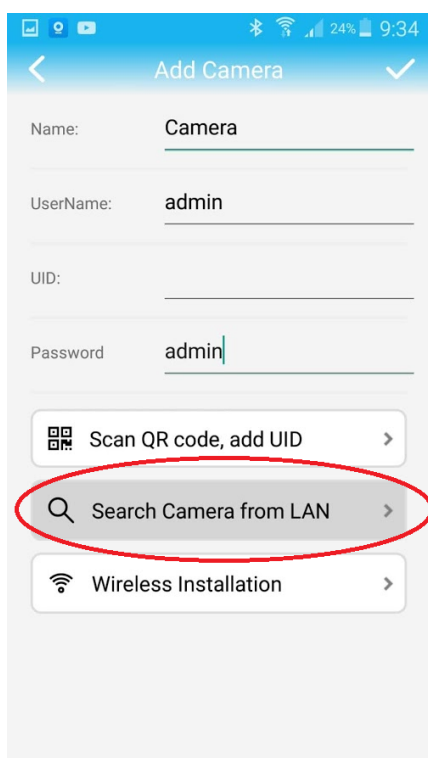 24% 9:34
Add Camera
Name: Camera
UserName: admin
UID:
Password admin
Scan QR code, add UID
Search Camera from LAN
Wireless Installation